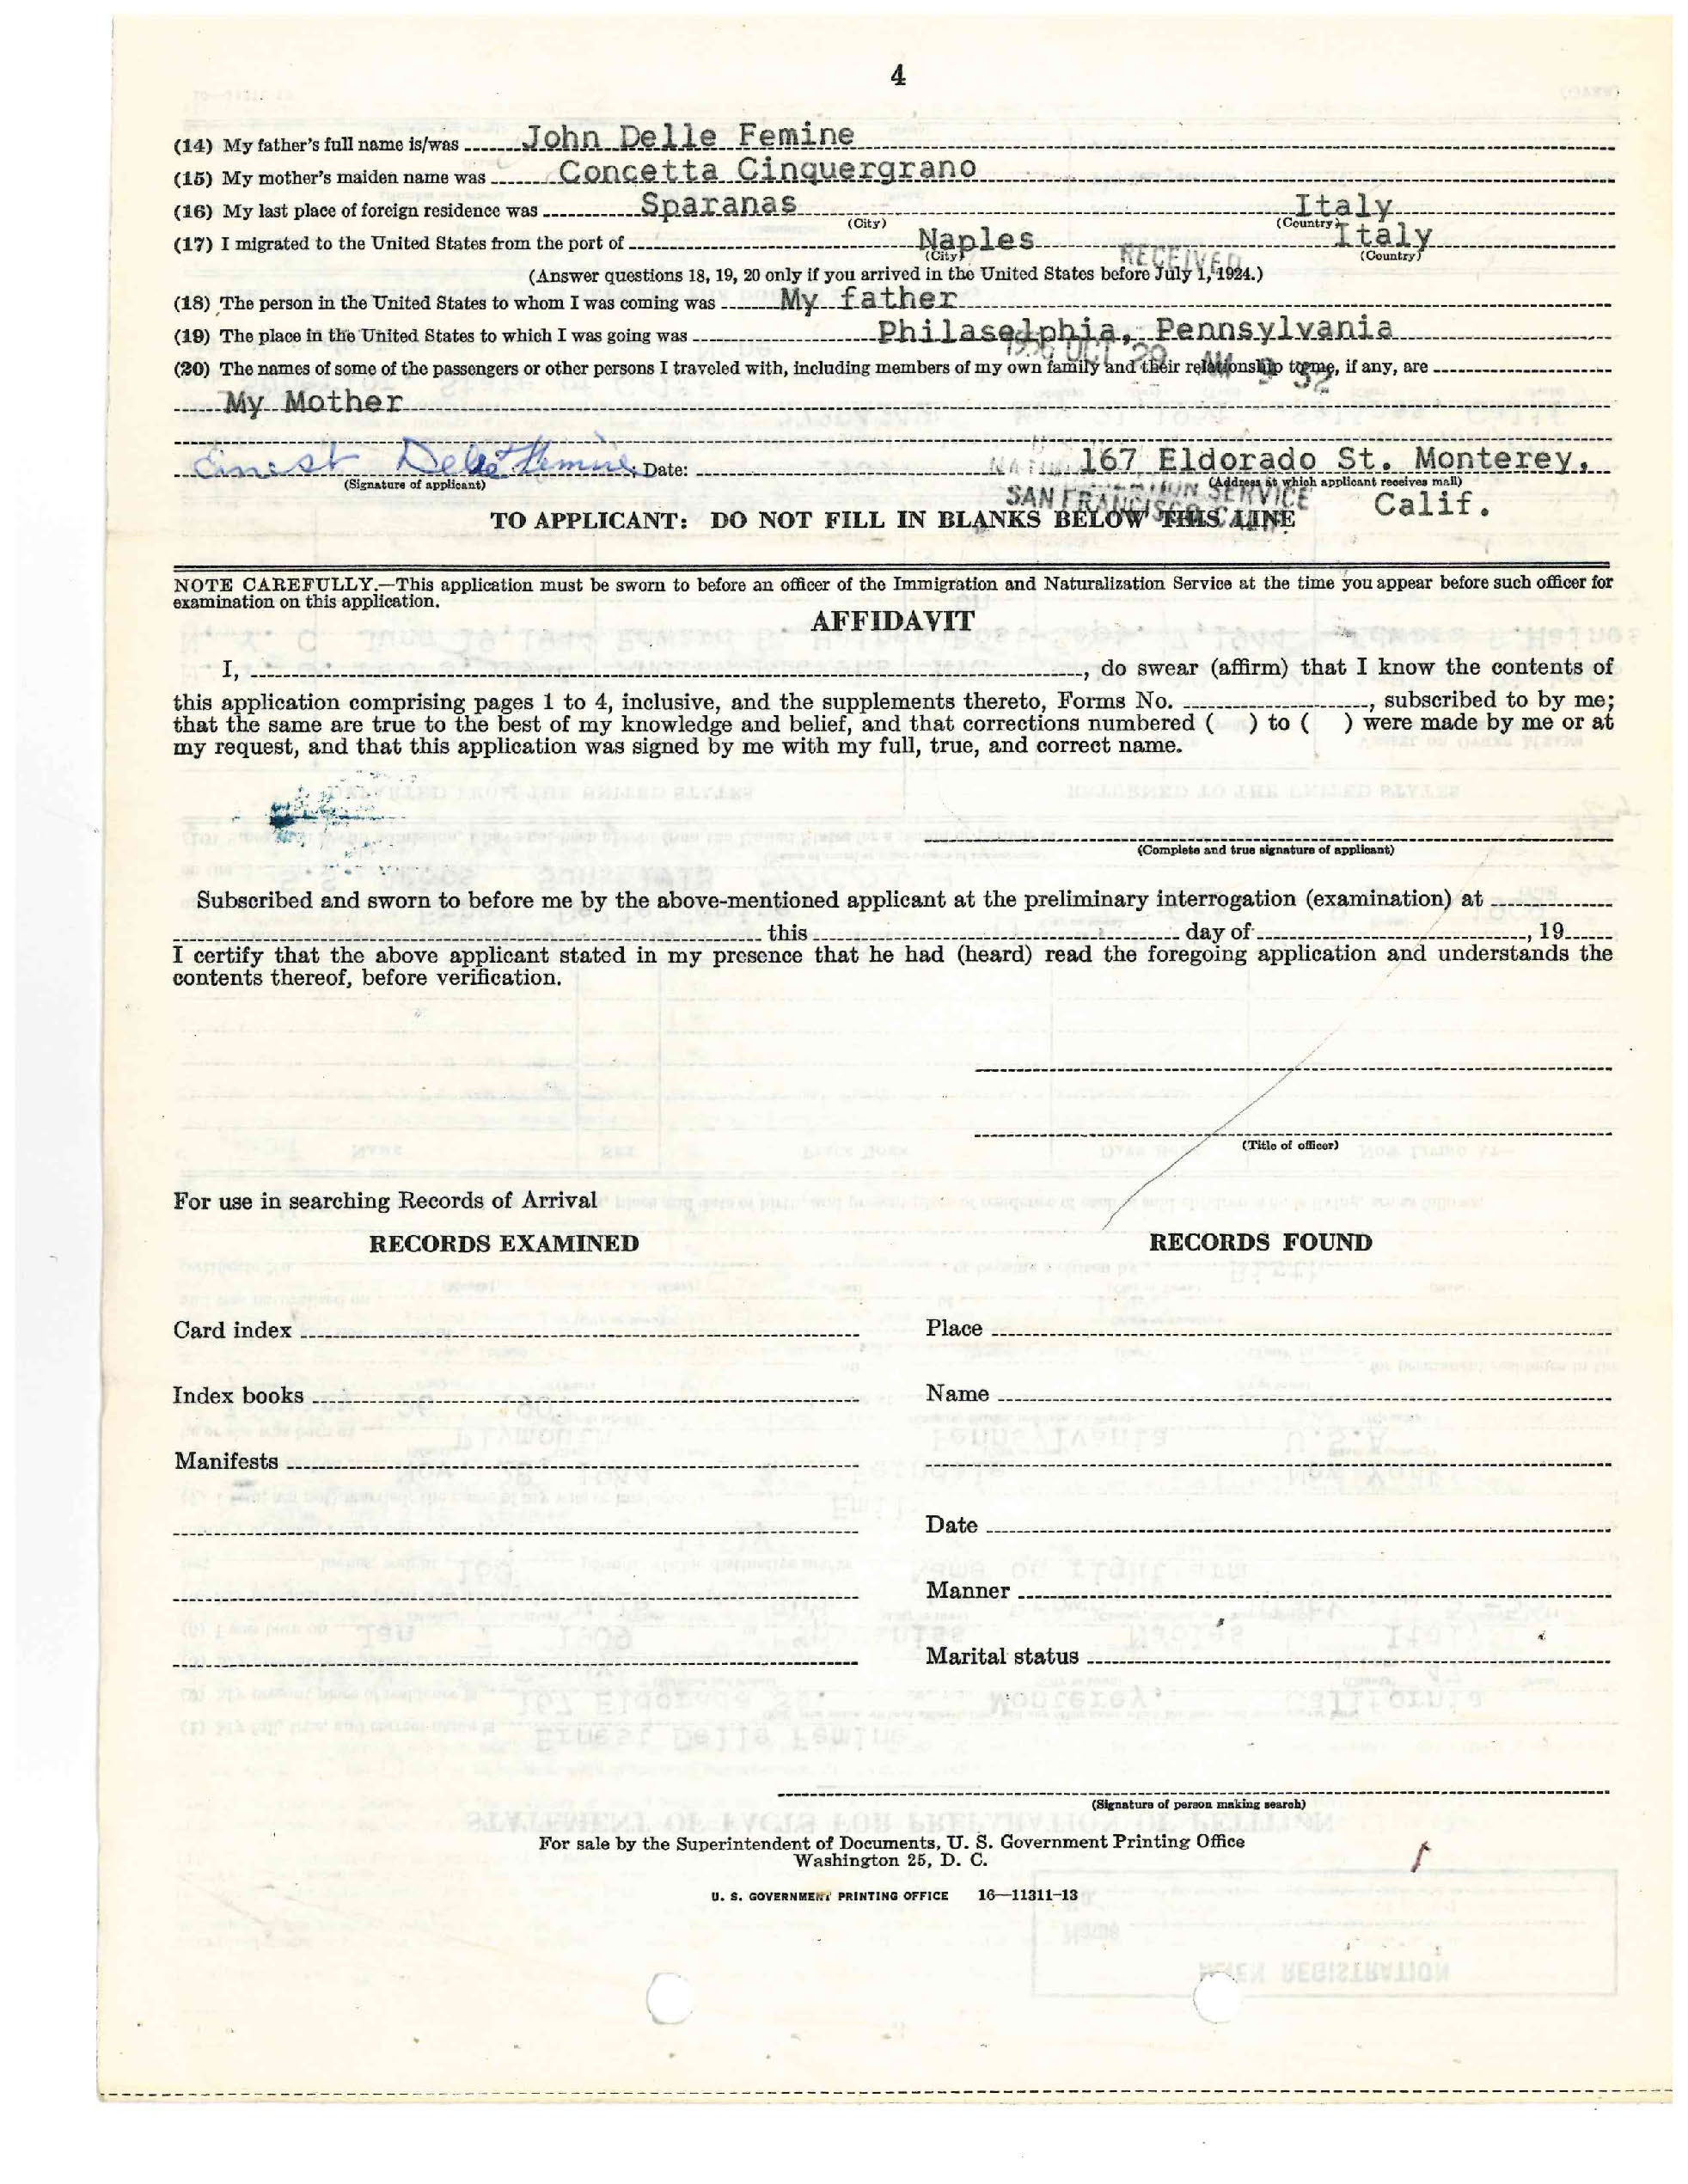 4
(14) My father's full name is/was John Delle Femine
(15) My mother's maiden name was Concetta Cinquergrano
(16) My last place of foreign residence was Sparanas Italy
(City) (Country)
(17) I migrated to the United States from the port of Naples Italy
(City) (Country)
RECEIVED
(Answer questions 18, 19, 20 only if you arrived in the United States before July 1, 1924.)
(18) The person in the United States to whom I was coming was My father
(19) The place in the United States to which I was going was Philaselphia, Pennsylvania
OCT 29 AM 9 32
(20) The names of some of the passengers or other persons I traveled with, including members of my own family and their relationship to me, if any, are
My Mother
Ernest Delle Femine; Date: 167 Eldorado St. Monterey,
(Signature of applicant) (Address at which applicant receives mail)
Calif.
SERVICE
SAN FRANCISCO
TO APPLICANT: DO NOT FILL IN BLANKS BELOW THIS LINE
NOTE CAREFULLY.—This application must be sworn to before an officer of the Immigration and Naturalization Service at the time you appear before such officer for
examination on this application.
AFFIDAVIT
I, , do swear (affirm) that I know the contents of
this application comprising pages 1 to 4, inclusive, and the supplements thereto, Forms No. , subscribed to by me;
that the same are true to the best of my knowledge and belief, and that corrections numbered ( ) to ( ) were made by me or at
my request, and that this application was signed by me with my full, true, and correct name.
(Complete and true signature of applicant)
Subscribed and sworn to before me by the above-mentioned applicant at the preliminary interrogation (examination) at
this day of , 19
I certify that the above applicant stated in my presence that he had (heard) read the foregoing application and understands the
contents thereof, before verification.
(Title of officer)
For use in searching Records of Arrival
RECORDS EXAMINED RECORDS FOUND
Card index Place
Index books Name
Manifests
Date
Manner
Marital status
(Signature of person making search)
For sale by the Superintendent of Documents, U. S. Government Printing Office
Washington 25, D. C.
U. S. GOVERNMENT PRINTING OFFICE 16—11311-13